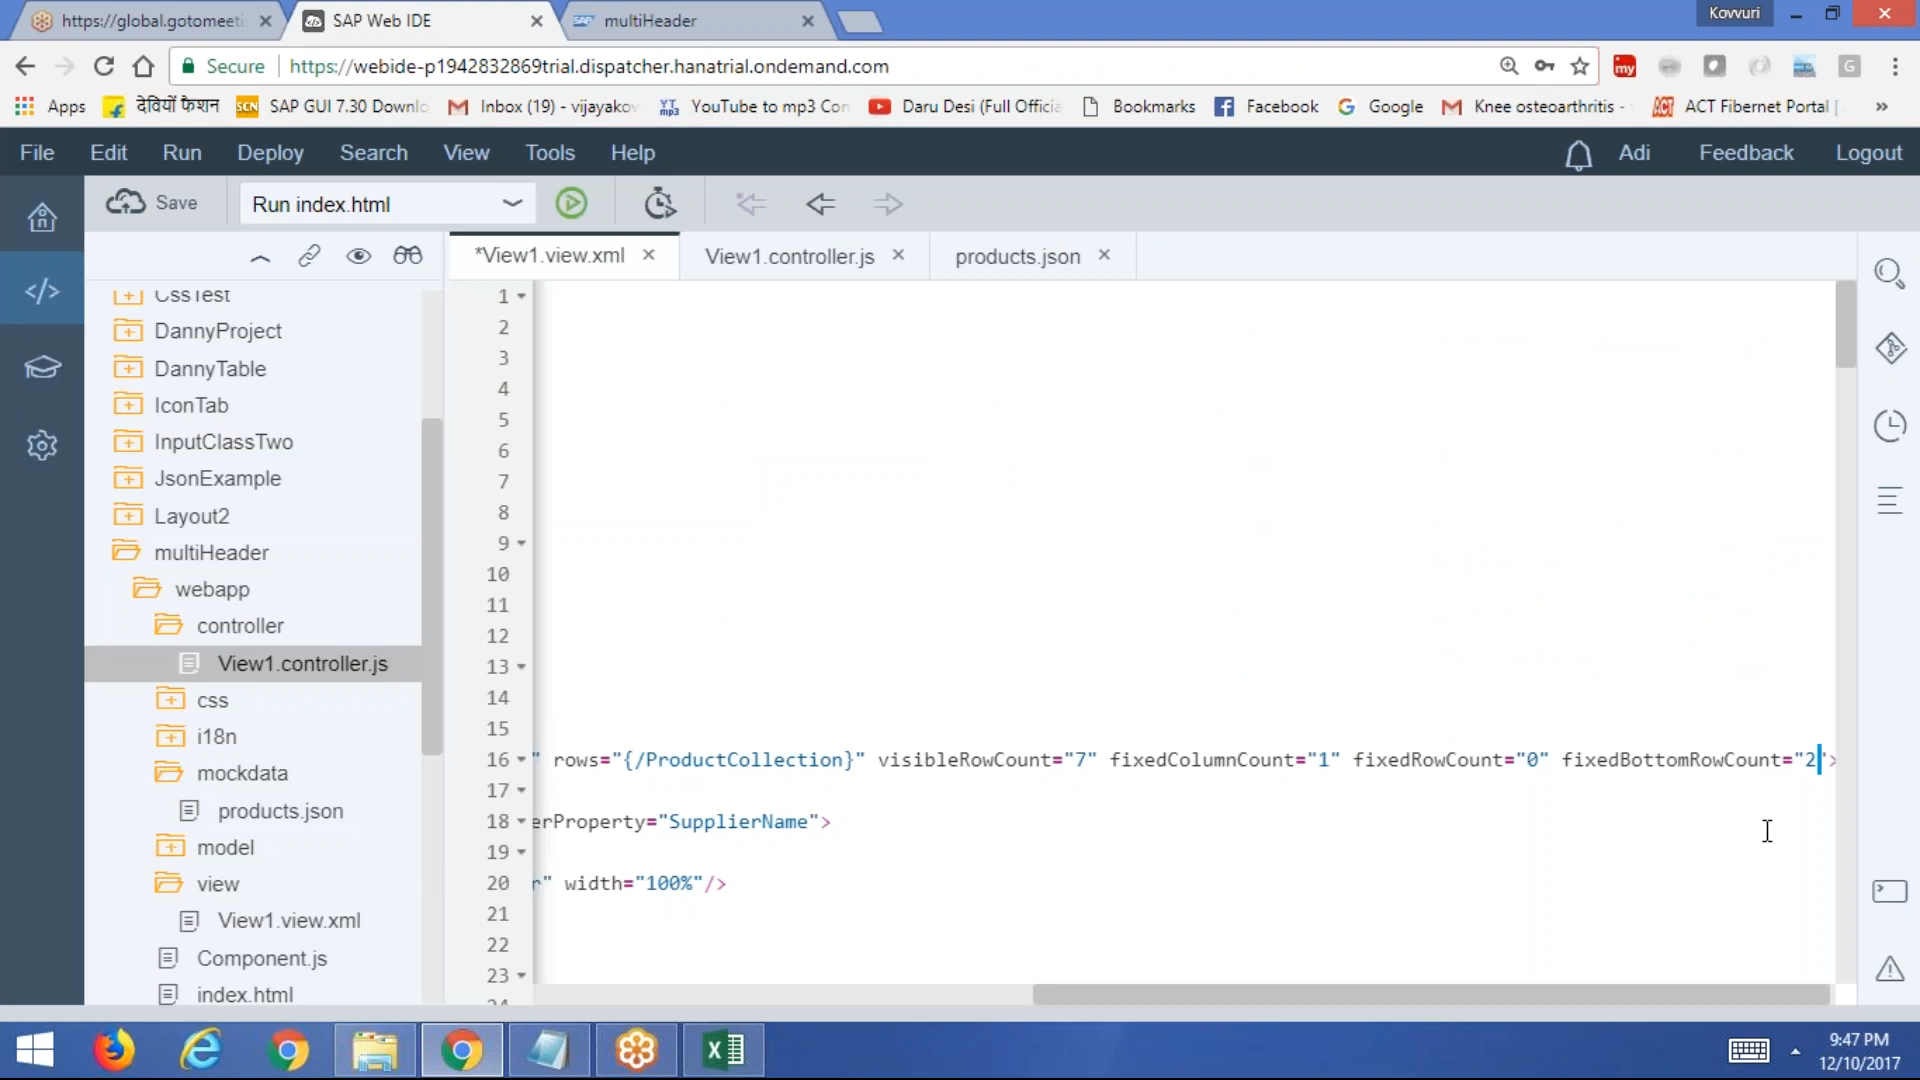 https://global.gotomeeti
SAP Web IDE
multiHeader
Kovvuri
Secure
https://webide-p1942832869trial.dispatcher.hanatrial.ondemand.com
Apps
देवियों फैशन
SCN
SAP GUI 7.30 Downlo
Inbox (19) - vijayakov
YT
mp3
YouTube to mp3 Con
Daru Desi (Full Officia
Bookmarks
Facebook
Google
Knee osteoarthritis -
ACT
ACT Fibernet Portal |
File
Edit
Run
Deploy
Search
View
Tools
Help
Adi
Feedback
Logout
Save
Run index.html
*View1.view.xml
View1.controller.js
products.json
CssTest
DannyProject
DannyTable
IconTab
InputClassTwo
JsonExample
Layout2
multiHeader
webapp
controller
View1.controller.js
css
i18n
mockdata
products.json
model
view
View1.view.xml
Component.js
index.html
1
2
3
4
5
6
7
8
9
10
11
12
13
14
15
16 " rows="{/ProductCollection}" visibleRowCount="7" fixedColumnCount="1" fixedRowCount="0" fixedBottomRowCount="2">
17
18 erProperty="SupplierName">
19
20 r" width="100%"/>
21
22
23
24
9:47 PM
12/10/2017